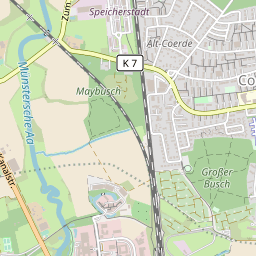 Speicherstadt
Zum
Alt-Coerde
K 7
Co
Maybusch
Münstersche Aa
Kanalstr.
Großer-
Busch